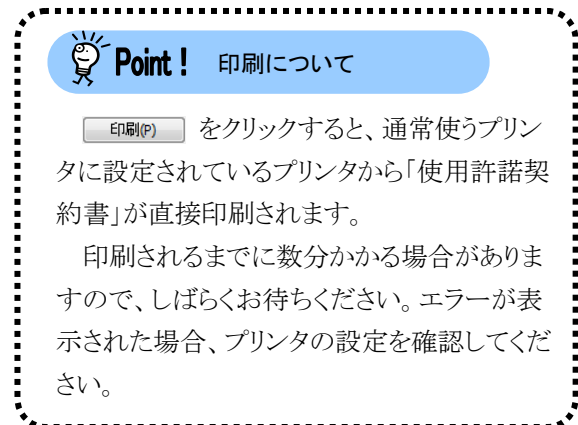 Point！ 印刷について
印刷(P) をクリックすると、通常使うプリン
タに設定されているプリンタから「使用許諾契
約書」が直接印刷されます。
印刷されるまでに数分かかる場合がありま
すので、しばらくお待ちください。エラーが表
示された場合、プリンタの設定を確認してくだ
さい。